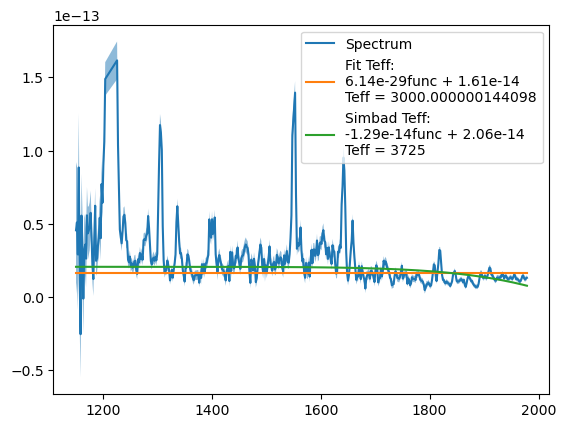 1e−13
Spectrum
Fit Teff:
6.14e-29func + 1.61e-14
Teff = 3000.000000144098
Simbad Teff:
-1.29e-14func + 2.06e-14
Teff = 3725
1.5
1.0
0.5
0.0
−0.5
1200
1400
1600
1800
2000